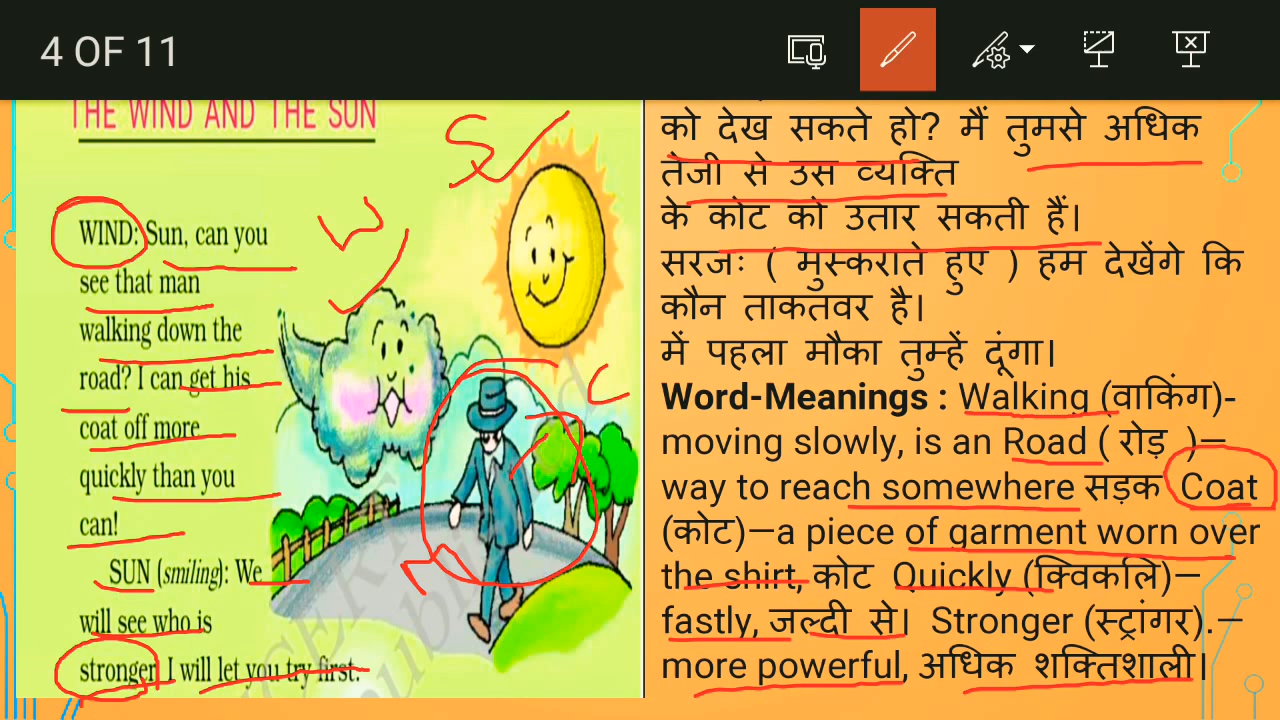 4 OF 11
THE WIND AND THE SUN
WIND: Sun, can you
see that man
walking down the
road? I can get his
coat off more
quickly than you
can!
SUN (smiling): We
will see who is
stronger. I will let you try first.
S
W
को देख सकते हो? मैं तुमसे अधिक
तेजी से उस व्यक्ति
के कोट को उतार सकती हैं।
सरजः ( मुस्कराते हुए ) हम देखेंगे कि
कौन ताकतवर है।
में पहला मौका तुम्हें दूंगा।
Word-Meanings : Walking (वाकिंग)-
moving slowly, is an Road ( रोड़ )—
way to reach somewhere सड़क Coat
(कोट)—a piece of garment worn over
the shirt, कोट Quickly (क्विकलि)—
fastly, जल्दी से। Stronger (स्ट्रांगर).—
more powerful, अधिक शक्तिशाली।